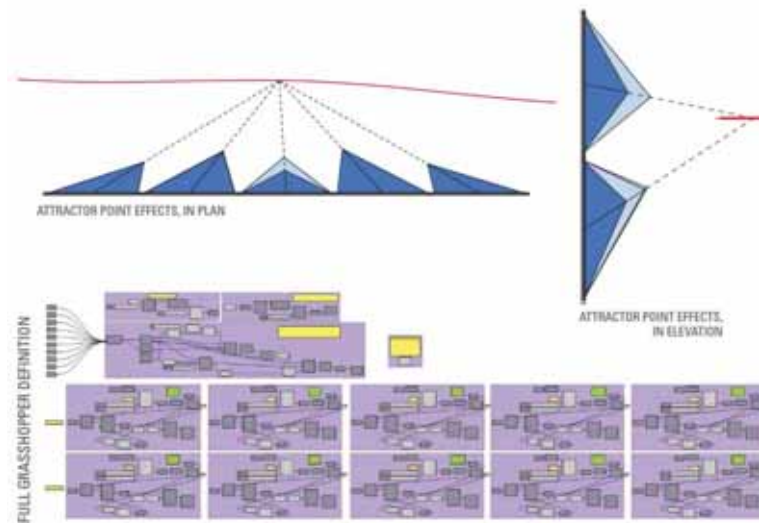 ATTRACTOR POINT EFFECTS, IN PLAN
ATTRACTOR POINT EFFECTS,
IN ELEVATION
FULL GRASSHOPPER DEFINITION